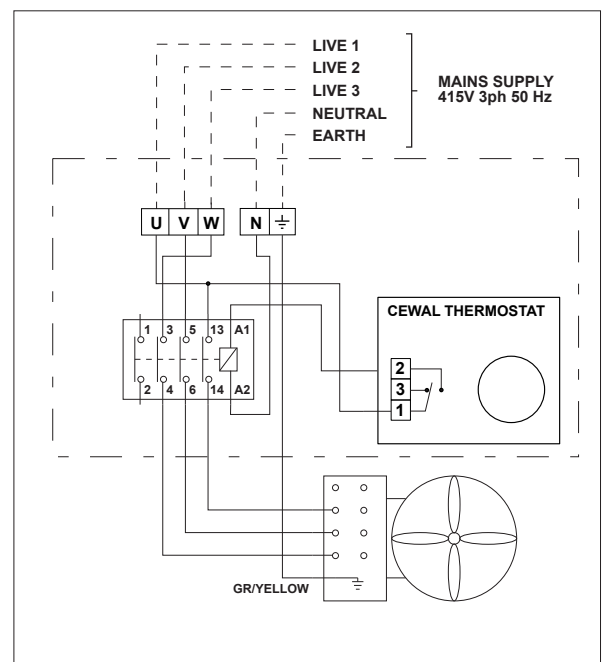 LIVE 1
LIVE 2
LIVE 3
NEUTRAL
EARTH
MAINS SUPPLY
415V 3ph 50 Hz
U V W N
1 3 5 13 A1
2 4 6 14 A2
CEWAL THERMOSTAT
2
3
1
GR/YELLOW